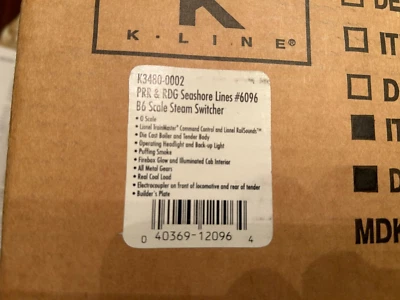 K
K-LINE®
K3480-0002
PRR & RDG Seashore Lines #6096
B6 Scale Steam Switcher
• O Scale
• Lionel TrainMaster® Command Control and Lionel RailSounds™
• Die Cast Boiler and Tender Body
• Operating Headlight and Back-up Light
• Puffing Smoke
• Firebox Glow and Illuminated Cab Interior
• All Metal Gears
• Real Coal Load
• Electrocoupler on front of locomotive and rear of tender
• Builder's Plate
0 40369-12096 4
DE
IT
D
IT
D
MDK